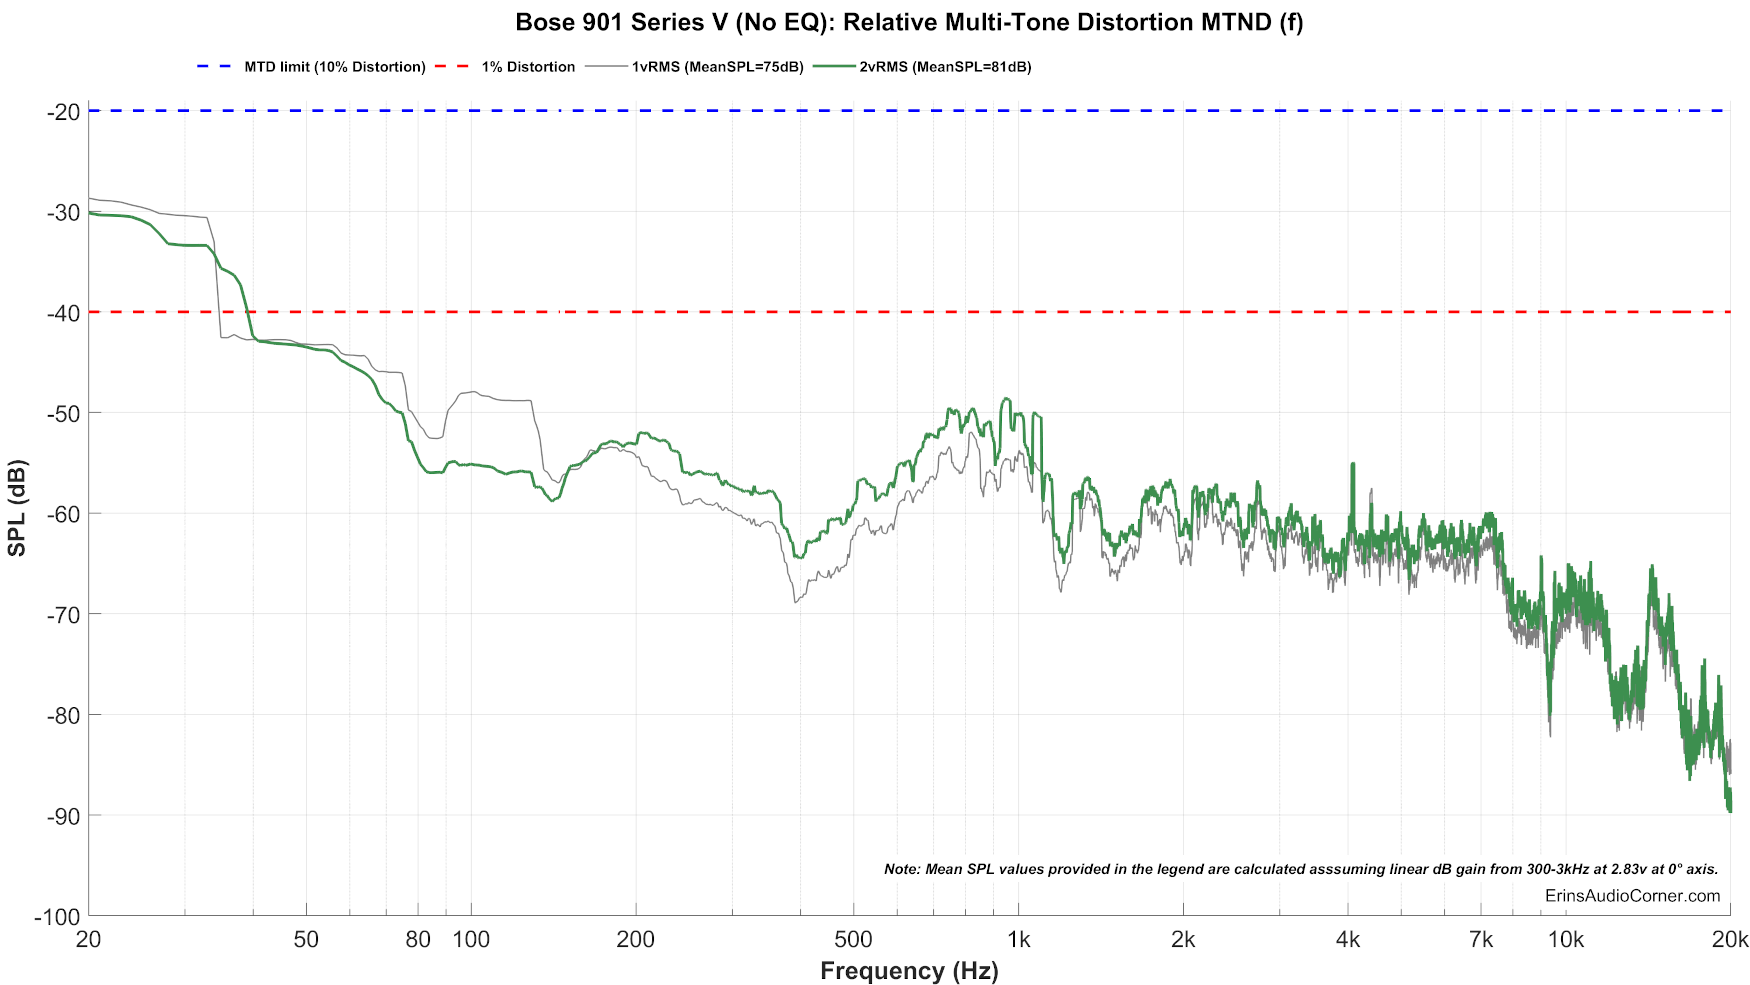 Bose 901 Series V (No EQ): Relative Multi-Tone Distortion MTND (f)
MTD limit (10% Distortion) 1% Distortion 1vRMS (MeanSPL=75dB) 2vRMS (MeanSPL=81dB)
-20
-30
-40
-50
-60
-70
-80
-90
-100
SPL (dB)
Note: Mean SPL values provided in the legend are calculated asssuming linear dB gain from 300-3kHz at 2.83v at 0° axis.
ErinsAudioCorner.com
20 50 80 100 200 500 1k 2k 4k 7k 10k 20k
Frequency (Hz)